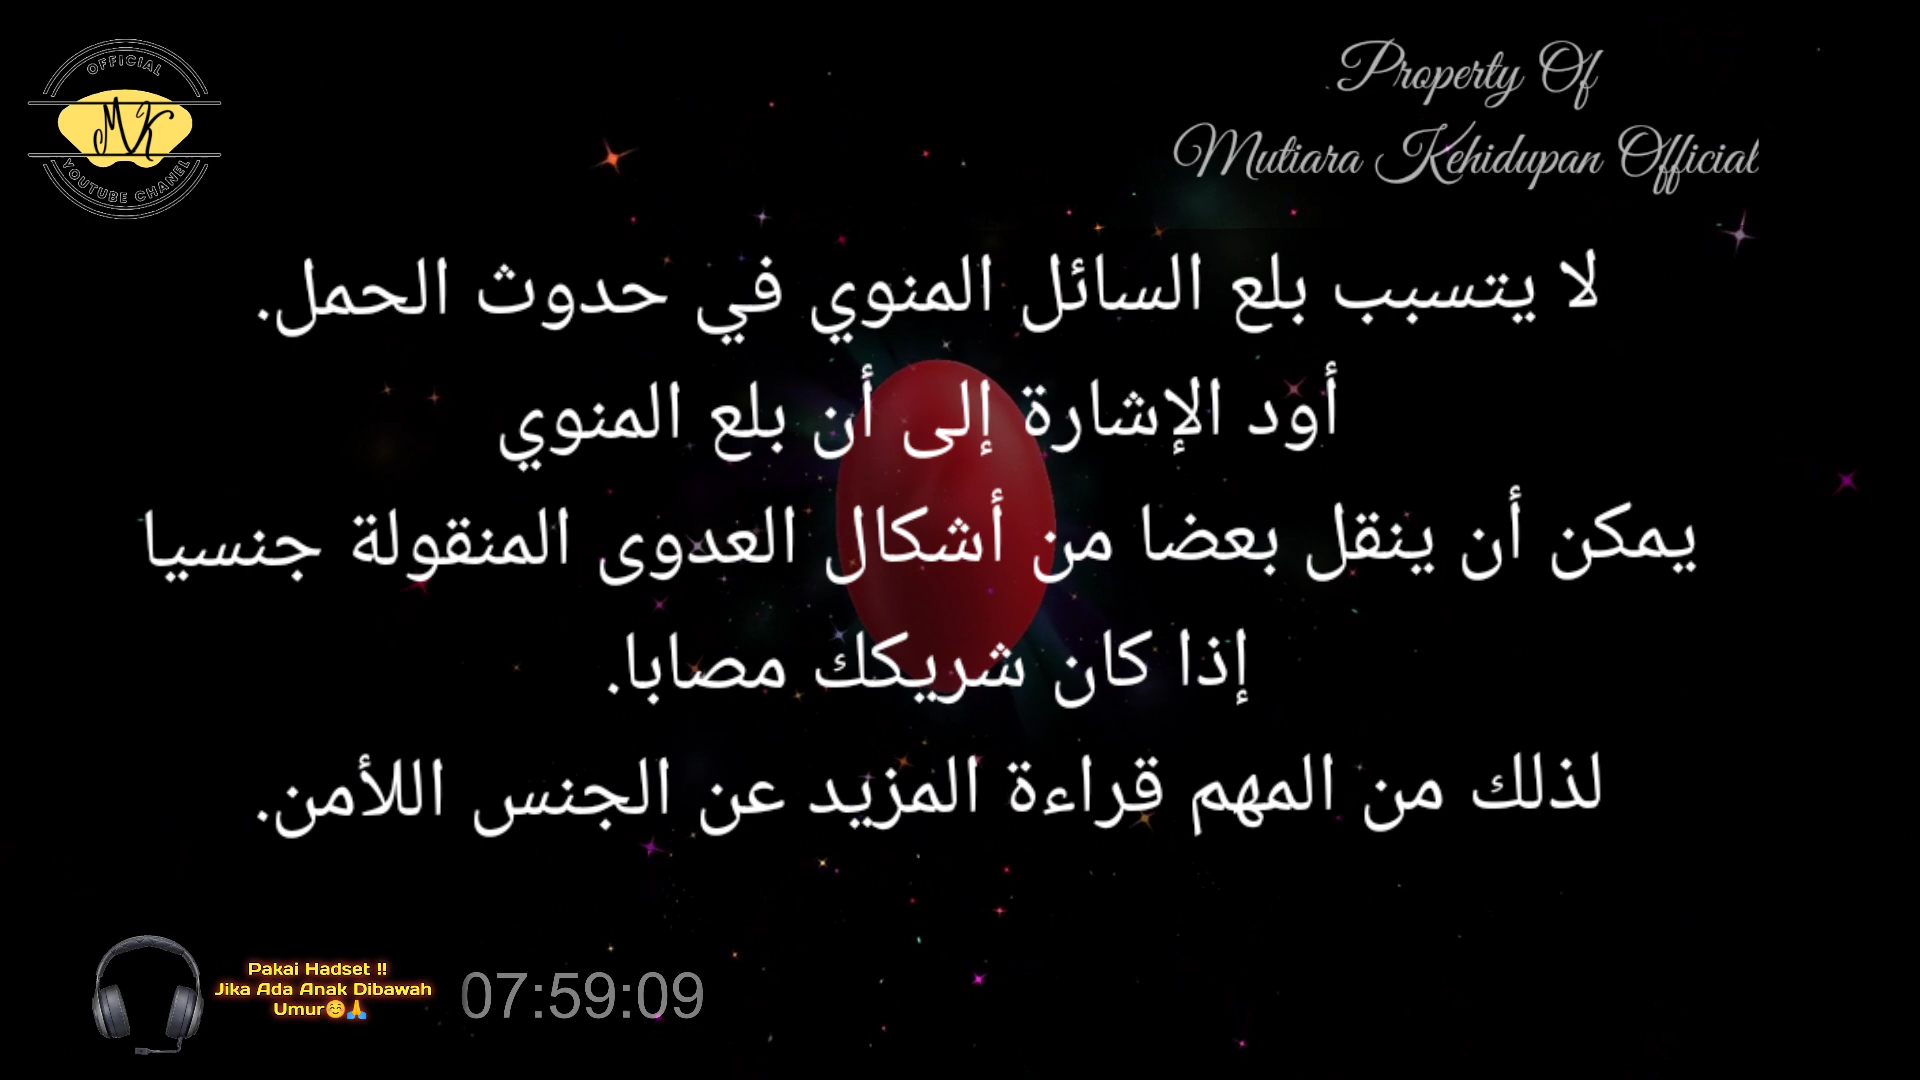 OFFICIAL
MK
YOUTUBE CHANEL
Property Of
Mutiara Kehidupan Official
لا يتسبب بلع السائل المنوي في حدوث الحمل.
أود الإشارة إلى أن بلع المنوي
يمكن أن ينقل بعضا من أشكال العدوى المنقولة جنسيا
إذا كان شريكك مصابا.
لذلك من المهم قراءة المزيد عن الجنس اللأمن.
Pakai Hadset !!
Jika Ada Anak Dibawah
Umur😊🙏
07:59:09